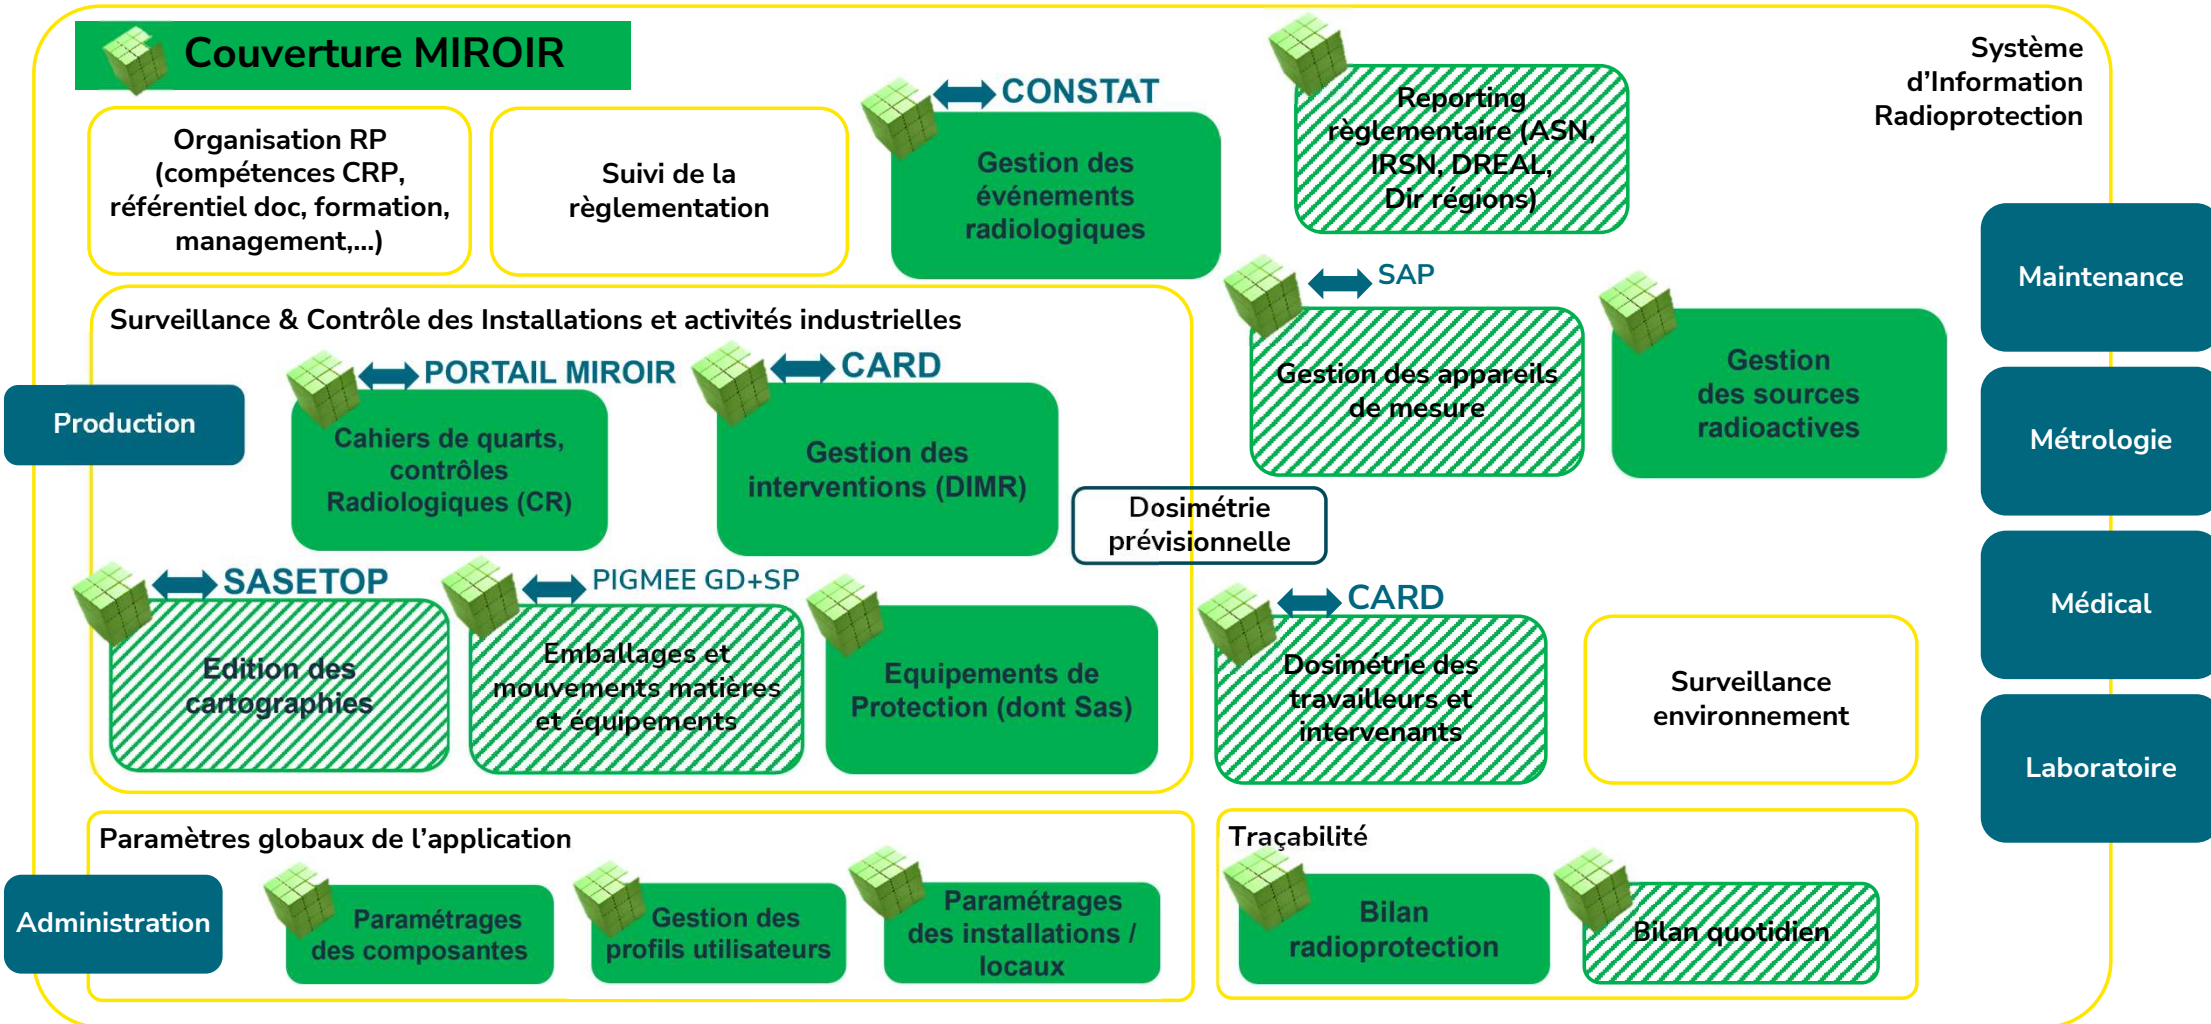 Couverture MIROIR
Système
d'Information
Radioprotection
Organisation RP
(compétences CRP,
référentiel doc, formation,
management,...)
Suivi de la
règlementation
CONSTAT
Gestion des
événements
radiologiques
Reporting
règlementaire (ASN,
IRSN, DREAL,
Dir régions)
Surveillance & Contrôle des Installations et activités industrielles
Production
PORTAIL MIROIR
Cahiers de quarts,
contrôles
Radiologiques (CR)
CARD
Gestion des
interventions (DIMR)
SAP
Gestion des appareils
de mesure
Gestion
des sources
radioactives
Dosimétrie
prévisionnelle
SASETOP
Edition des
cartographies
PIGMEE GD+SP
Emballages et
mouvements matières
et équipements
Equipements de
Protection (dont Sas)
CARD
Dosimétrie des
travailleurs et
intervenants
Surveillance
environnement
Maintenance
Métrologie
Médical
Laboratoire
Paramètres globaux de l'application
Administration
Paramétrages
des composantes
Gestion des
profils utilisateurs
Paramétrages
des installations /
locaux
Traçabilité
Bilan
radioprotection
Bilan quotidien